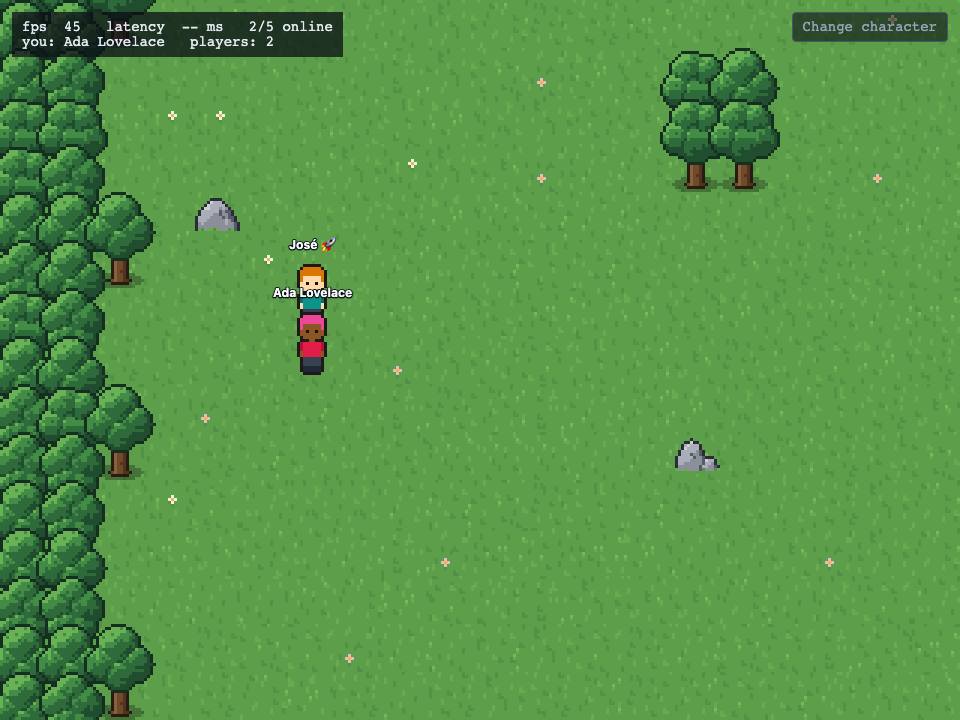 fps 45 latency -- ms 2/5 online
you: Ada Lovelace players: 2
Change character
José 🚀
Ada Lovelace